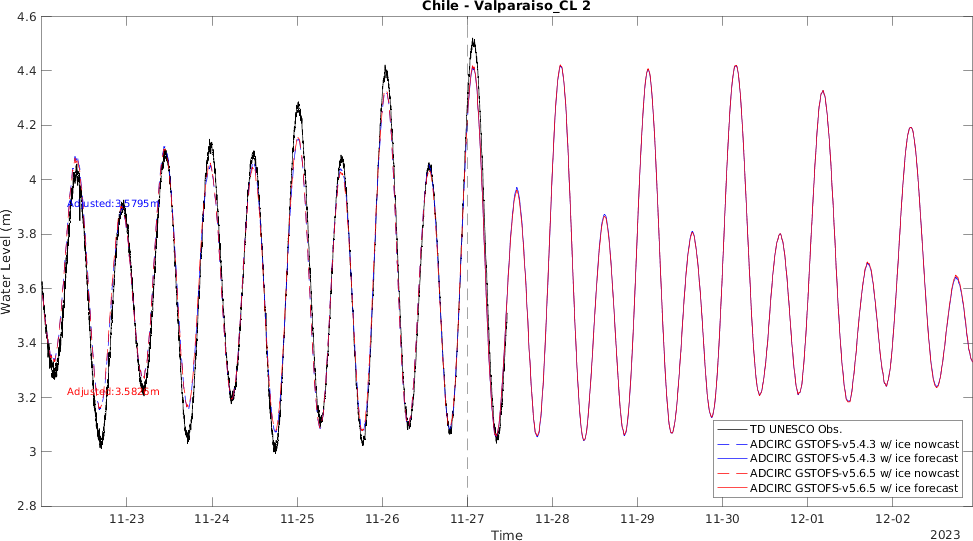 Chile - Valparaiso_CL 2
4.6
4.4
4.2
4
3.8
3.6
3.4
3.2
3
2.8
Water Level (m)
Adjusted:3.5795m
Adjusted:3.5825m
TD UNESCO Obs.
ADCIRC GSTOFS-v5.4.3 w/ ice nowcast
ADCIRC GSTOFS-v5.4.3 w/ ice forecast
ADCIRC GSTOFS-v5.6.5 w/ ice nowcast
ADCIRC GSTOFS-v5.6.5 w/ ice forecast
11-23
11-24
11-25
11-26
11-27
11-28
11-29
11-30
12-01
12-02
Time
2023